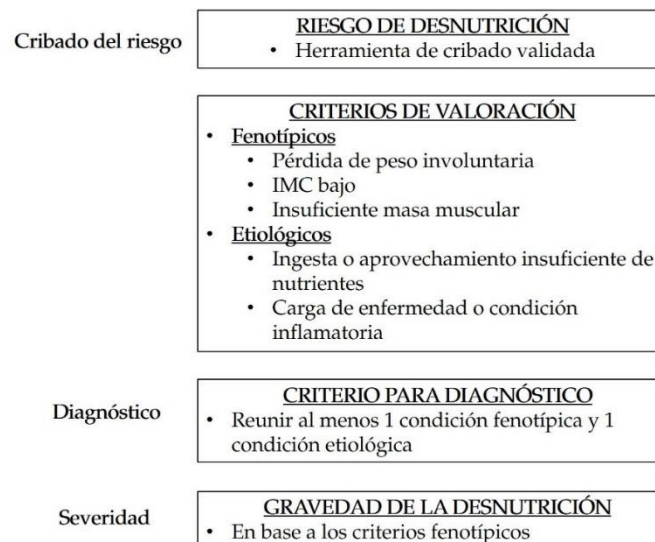 Cribado del riesgo
RIESGO DE DESNUTRICIÓN
• Herramienta de cribado validada
CRITERIOS DE VALORACIÓN
• Fenotípicos
• Pérdida de peso involuntaria
• IMC bajo
• Insuficiente masa muscular
• Etiológicos
• Ingesta o aprovechamiento insuficiente de
nutrientes
• Carga de enfermedad o condición
inflamatoria
Diagnóstico
CRITERIO PARA DIAGNÓSTICO
• Reunir al menos 1 condición fenotípica y 1
condición etiológica
Severidad
GRAVEDAD DE LA DESNUTRICIÓN
• En base a los criterios fenotípicos